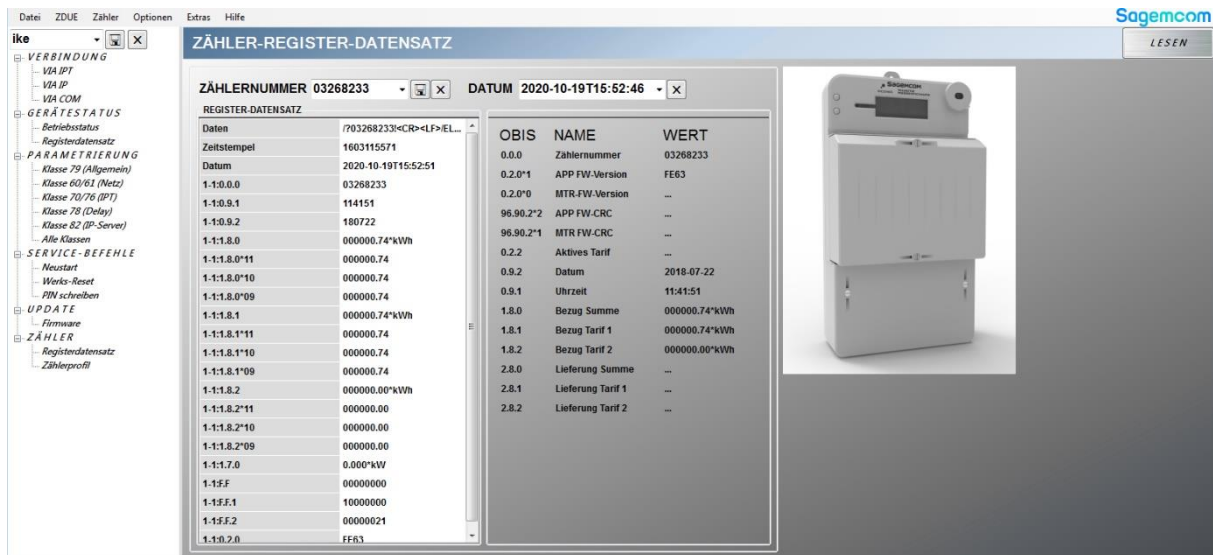 Datei ZDUE Zähler Optionen Extras Hilfe
Sagemcom
ike
ZÄHLER-REGISTER-DATENSATZ
LESEN
VERBINDUNG
VIA IPT
VIA IP
VIA COM
GERÄTESTATUS
Betriebsstatus
Registerdatensatz
PARAMETRIERUNG
Klasse 79 (Allgemein)
Klasse 60/61 (Netz)
Klasse 70/76 (IPT)
Klasse 78 (Delay)
Klasse 82 (IP-Server)
Alle Klassen
SERVICE-BEFEHLE
Neustart
Werks-Reset
PIN schreiben
UPDATE
Firmware
ZÄHLER
Registerdatensatz
Zählerprofil
ZÄHLERNUMMER 03268233 DATUM 2020-10-19T15:52:46
REGISTER-DATENSATZ
Daten /?03268233!<CR><LF>/EL...
Zeitstempel 1603115571
Datum 2020-10-19T15:52:51
1-1:0.0.0 03268233
1-1:0.9.1 114151
1-1:0.9.2 180722
1-1:1.8.0 000000.74*kWh
1-1:1.8.0*11 000000.74
1-1:1.8.0*10 000000.74
1-1:1.8.0*09 000000.74
1-1:1.8.1 000000.74*kWh
1-1:1.8.1*11 000000.74
1-1:1.8.1*10 000000.74
1-1:1.8.1*09 000000.74
1-1:1.8.2 000000.00*kWh
1-1:1.8.2*11 000000.00
1-1:1.8.2*10 000000.00
1-1:1.8.2*09 000000.00
1-1:1.7.0 0.000*kW
1-1:F.F 00000000
1-1:F.F.1 10000000
1-1:F.F.2 00000021
1-1:0.2.0 FE63
OBIS NAME WERT
0.0.0 Zählernummer 03268233
0.2.0*1 APP FW-Version FE63
0.2.0*0 MTR-FW-Version ...
96.90.2*2 APP FW-CRC ...
96.90.2*1 MTR FW-CRC ...
0.2.2 Aktives Tarif ...
0.9.2 Datum 2018-07-22
0.9.1 Uhrzeit 11:41:51
1.8.0 Bezug Summe 000000.74*kWh
1.8.1 Bezug Tarif 1 000000.74*kWh
1.8.2 Bezug Tarif 2 000000.00*kWh
2.8.0 Lieferung Summe ...
2.8.1 Lieferung Tarif 1 ...
2.8.2 Lieferung Tarif 2 ...
SAGEMCOM